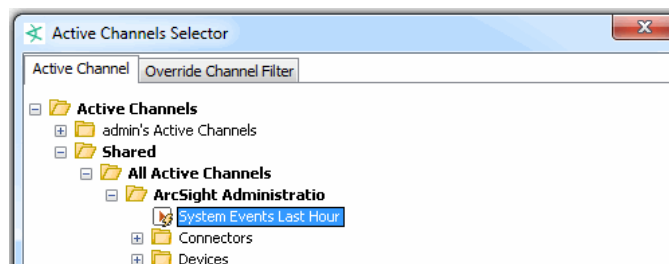 Active Channels Selector
Active Channel Override Channel Filter
Active Channels
admin's Active Channels
Shared
All Active Channels
ArcSight Administratio
System Events Last Hour
Connectors
Devices